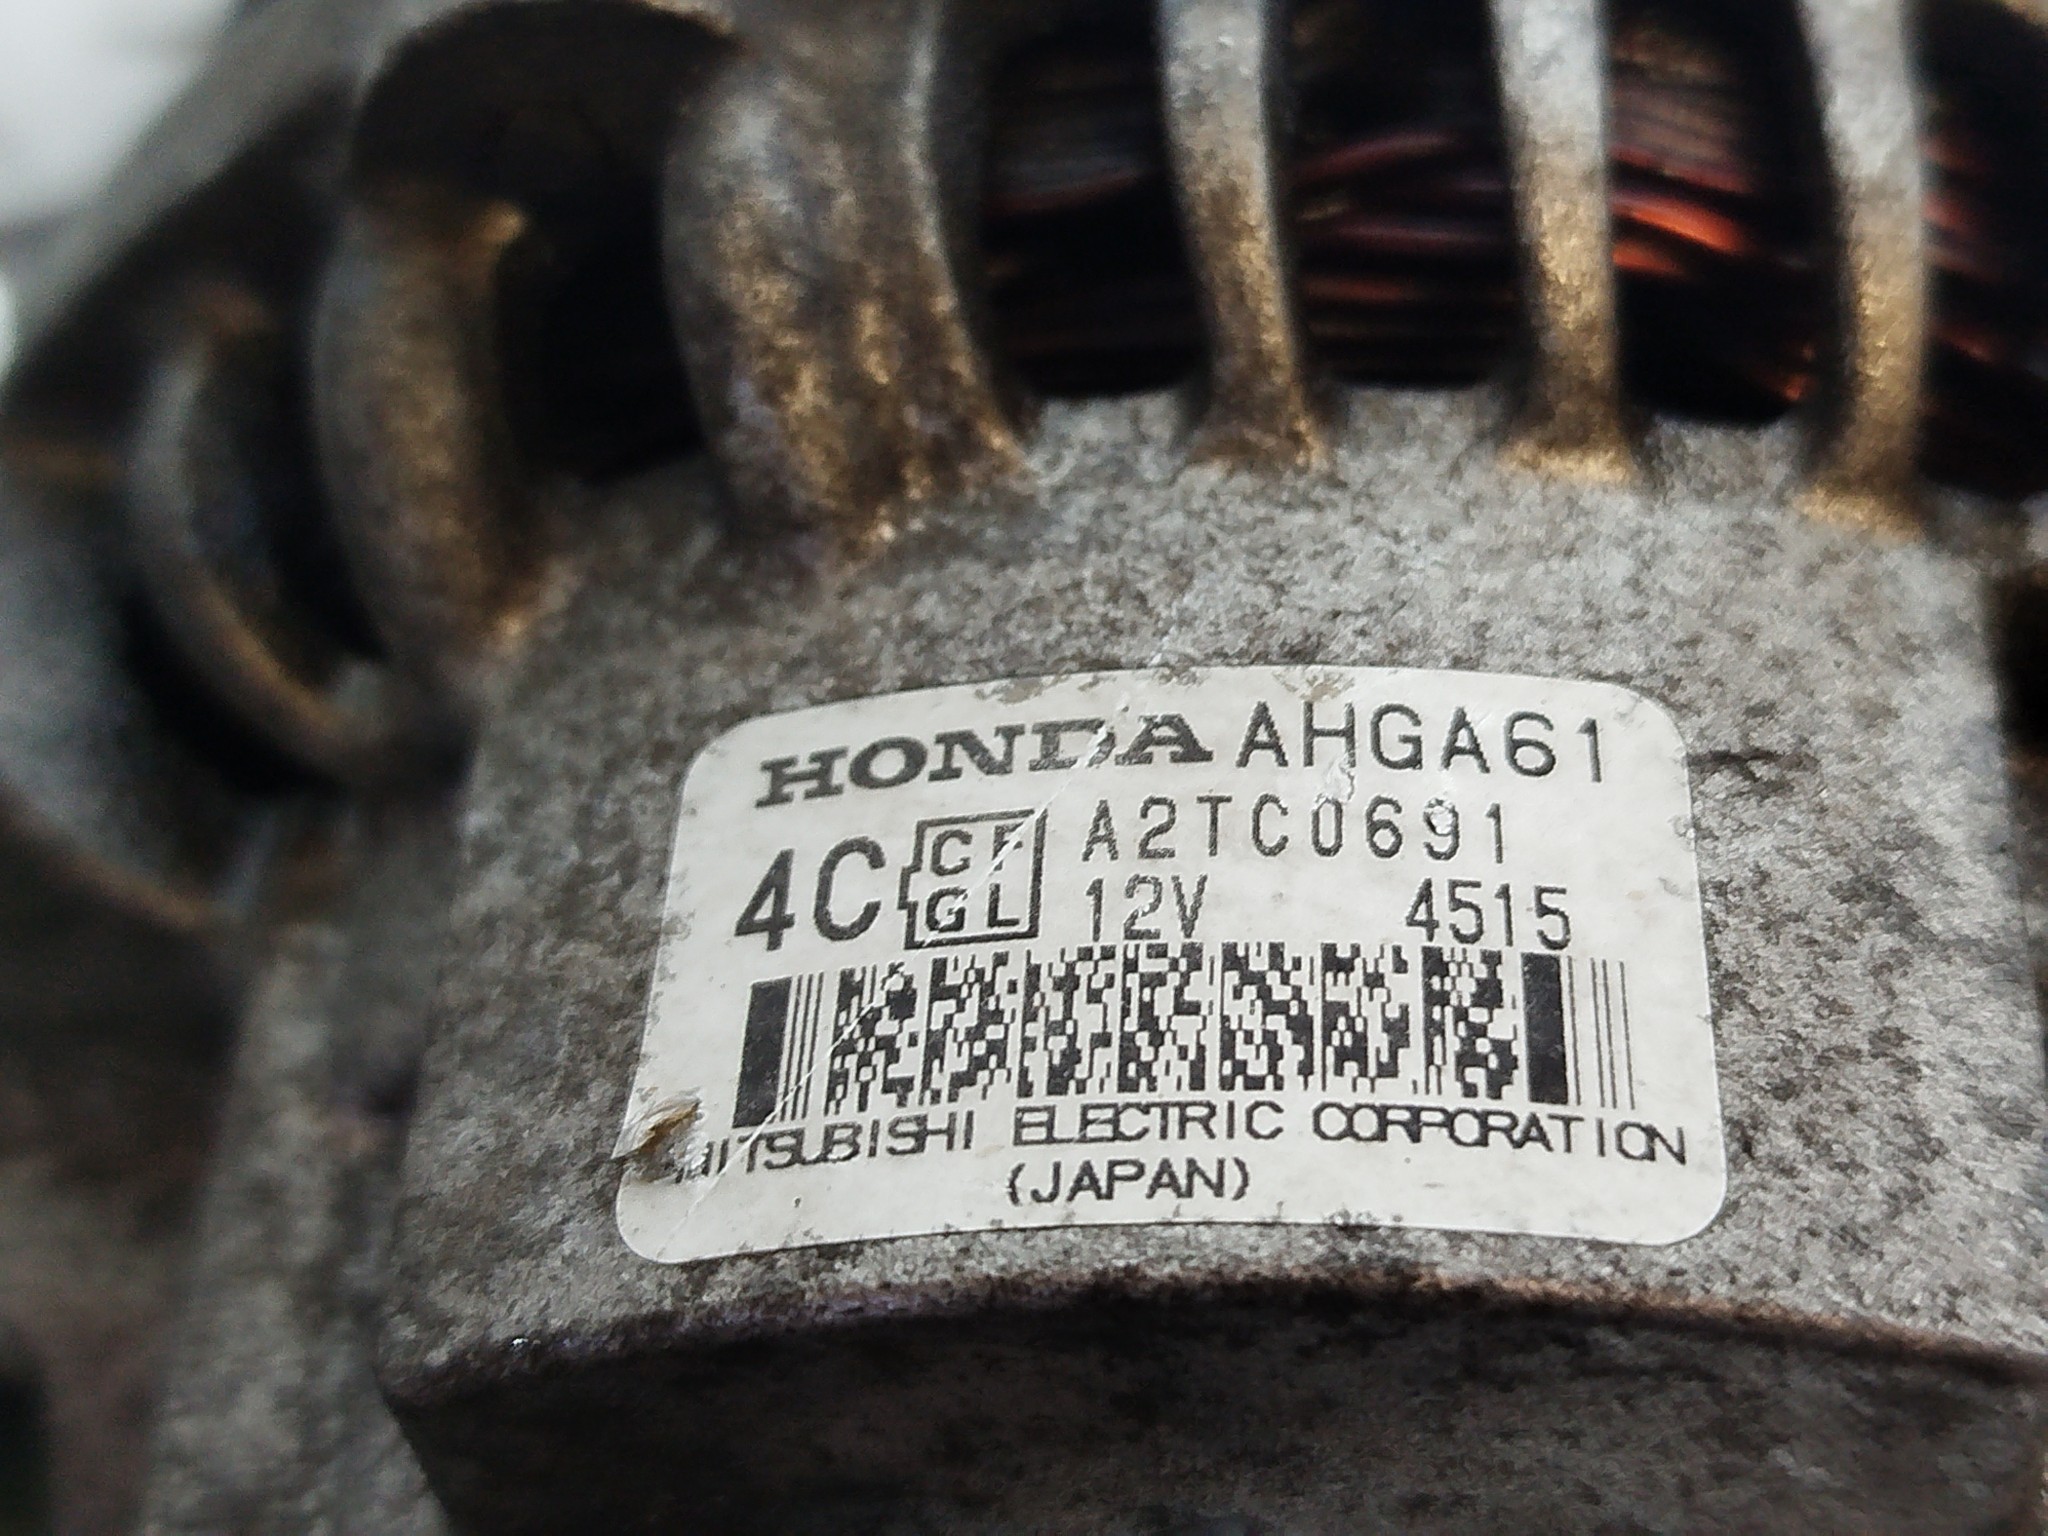 HONDA AHGA61
4C CF A2TC0691
GL 12V 4515
MITSUBISHI ELECTRIC CORPORATION
(JAPAN)